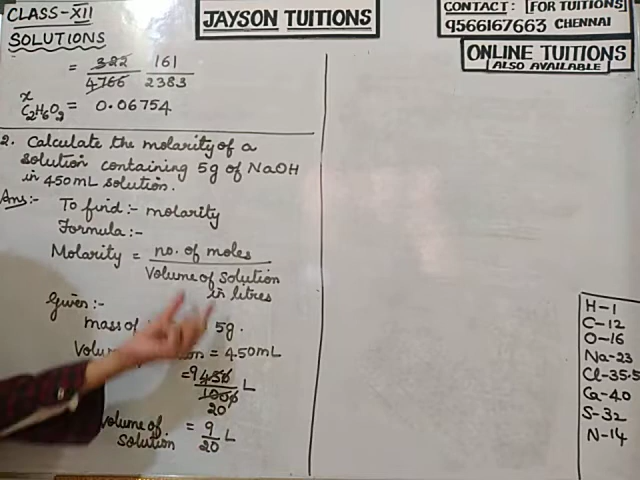 CLASS-XII
SOLUTIONS
JAYSON TUITIONS
CONTACT: [FOR TUITIONS]
9566167663 CHENNAI
ONLINE TUITIONS
(ALSO AVAILABLE)
= 322/4766 161/2383
x C2H6O2 = 0.06754
2. Calculate the molarity of a
solution containing 5g of NaOH
in 450mL solution.
Ans:- To find:- molarity
Formula:-
Molarity = no. of moles
Volume of Solution
in litres
Given:-
mass of 5g.
= 450mL
= 9 450/1000 20 L
Volume of Solution = 9/20 L
H-1
C-12
O-16
Na-23
Cl-35.5
Ca-40
S-32
N-14